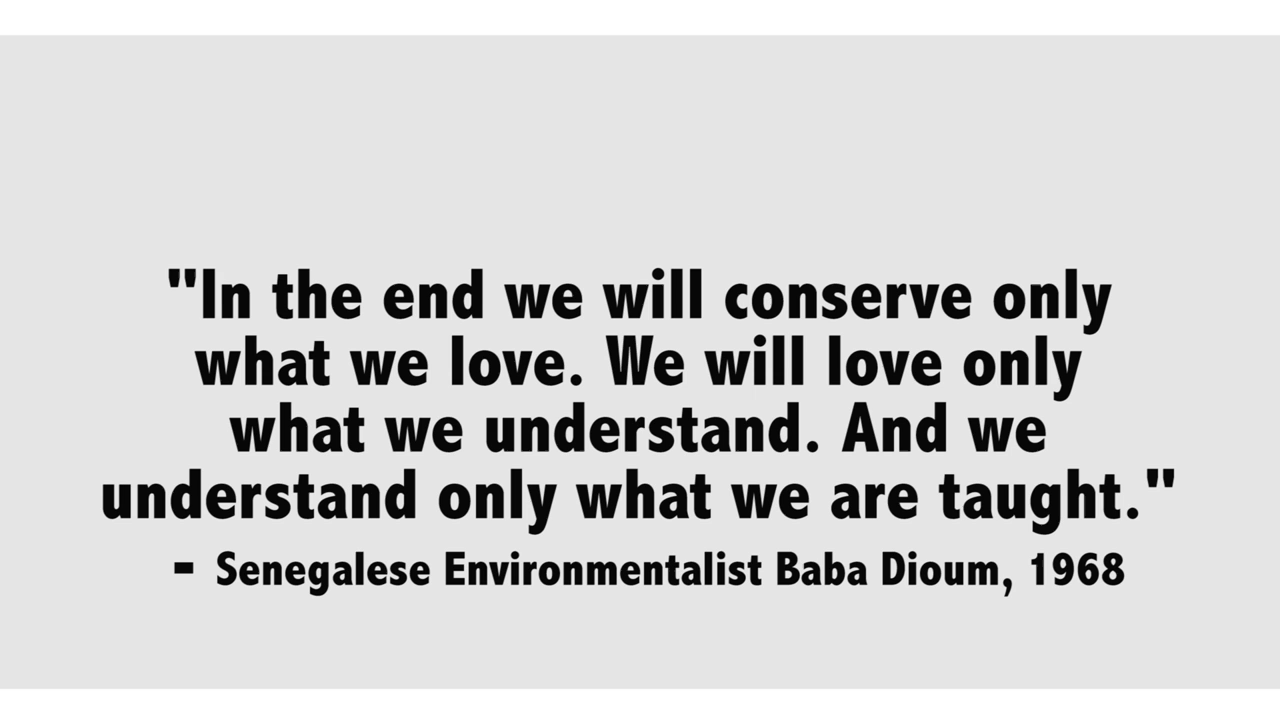 "In the end we will conserve only
what we love. We will love only
what we understand. And we
understand only what we are taught."
- Senegalese Environmentalist Baba Dioum, 1968